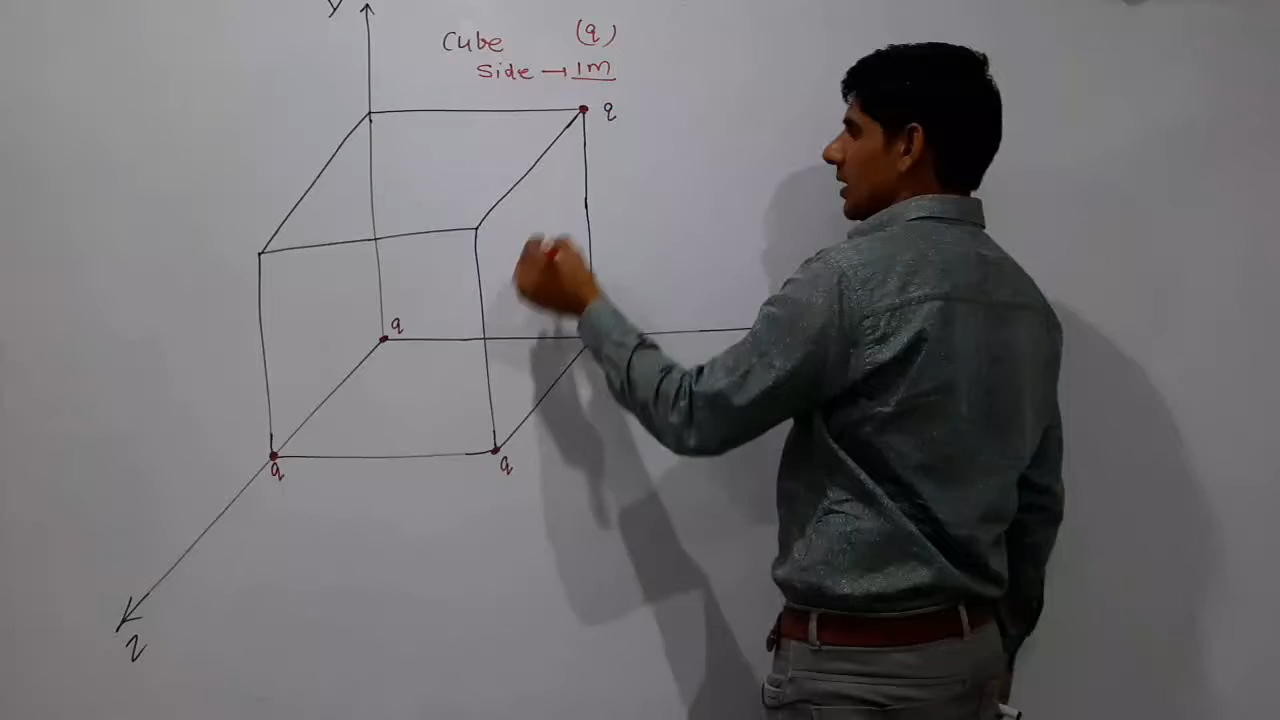 y
Cube (q)
Side → 1m
q
q
q
q
z